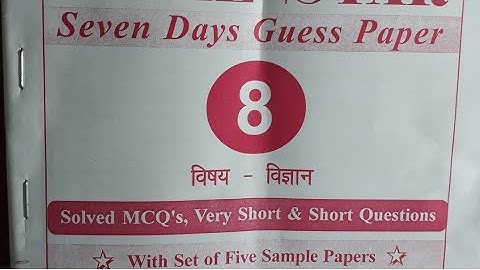 Seven Days Guess Paper
8
विषय - विज्ञान
Solved MCQ's, Very Short & Short Questions
☆ With Set of Five Sample Papers ☆